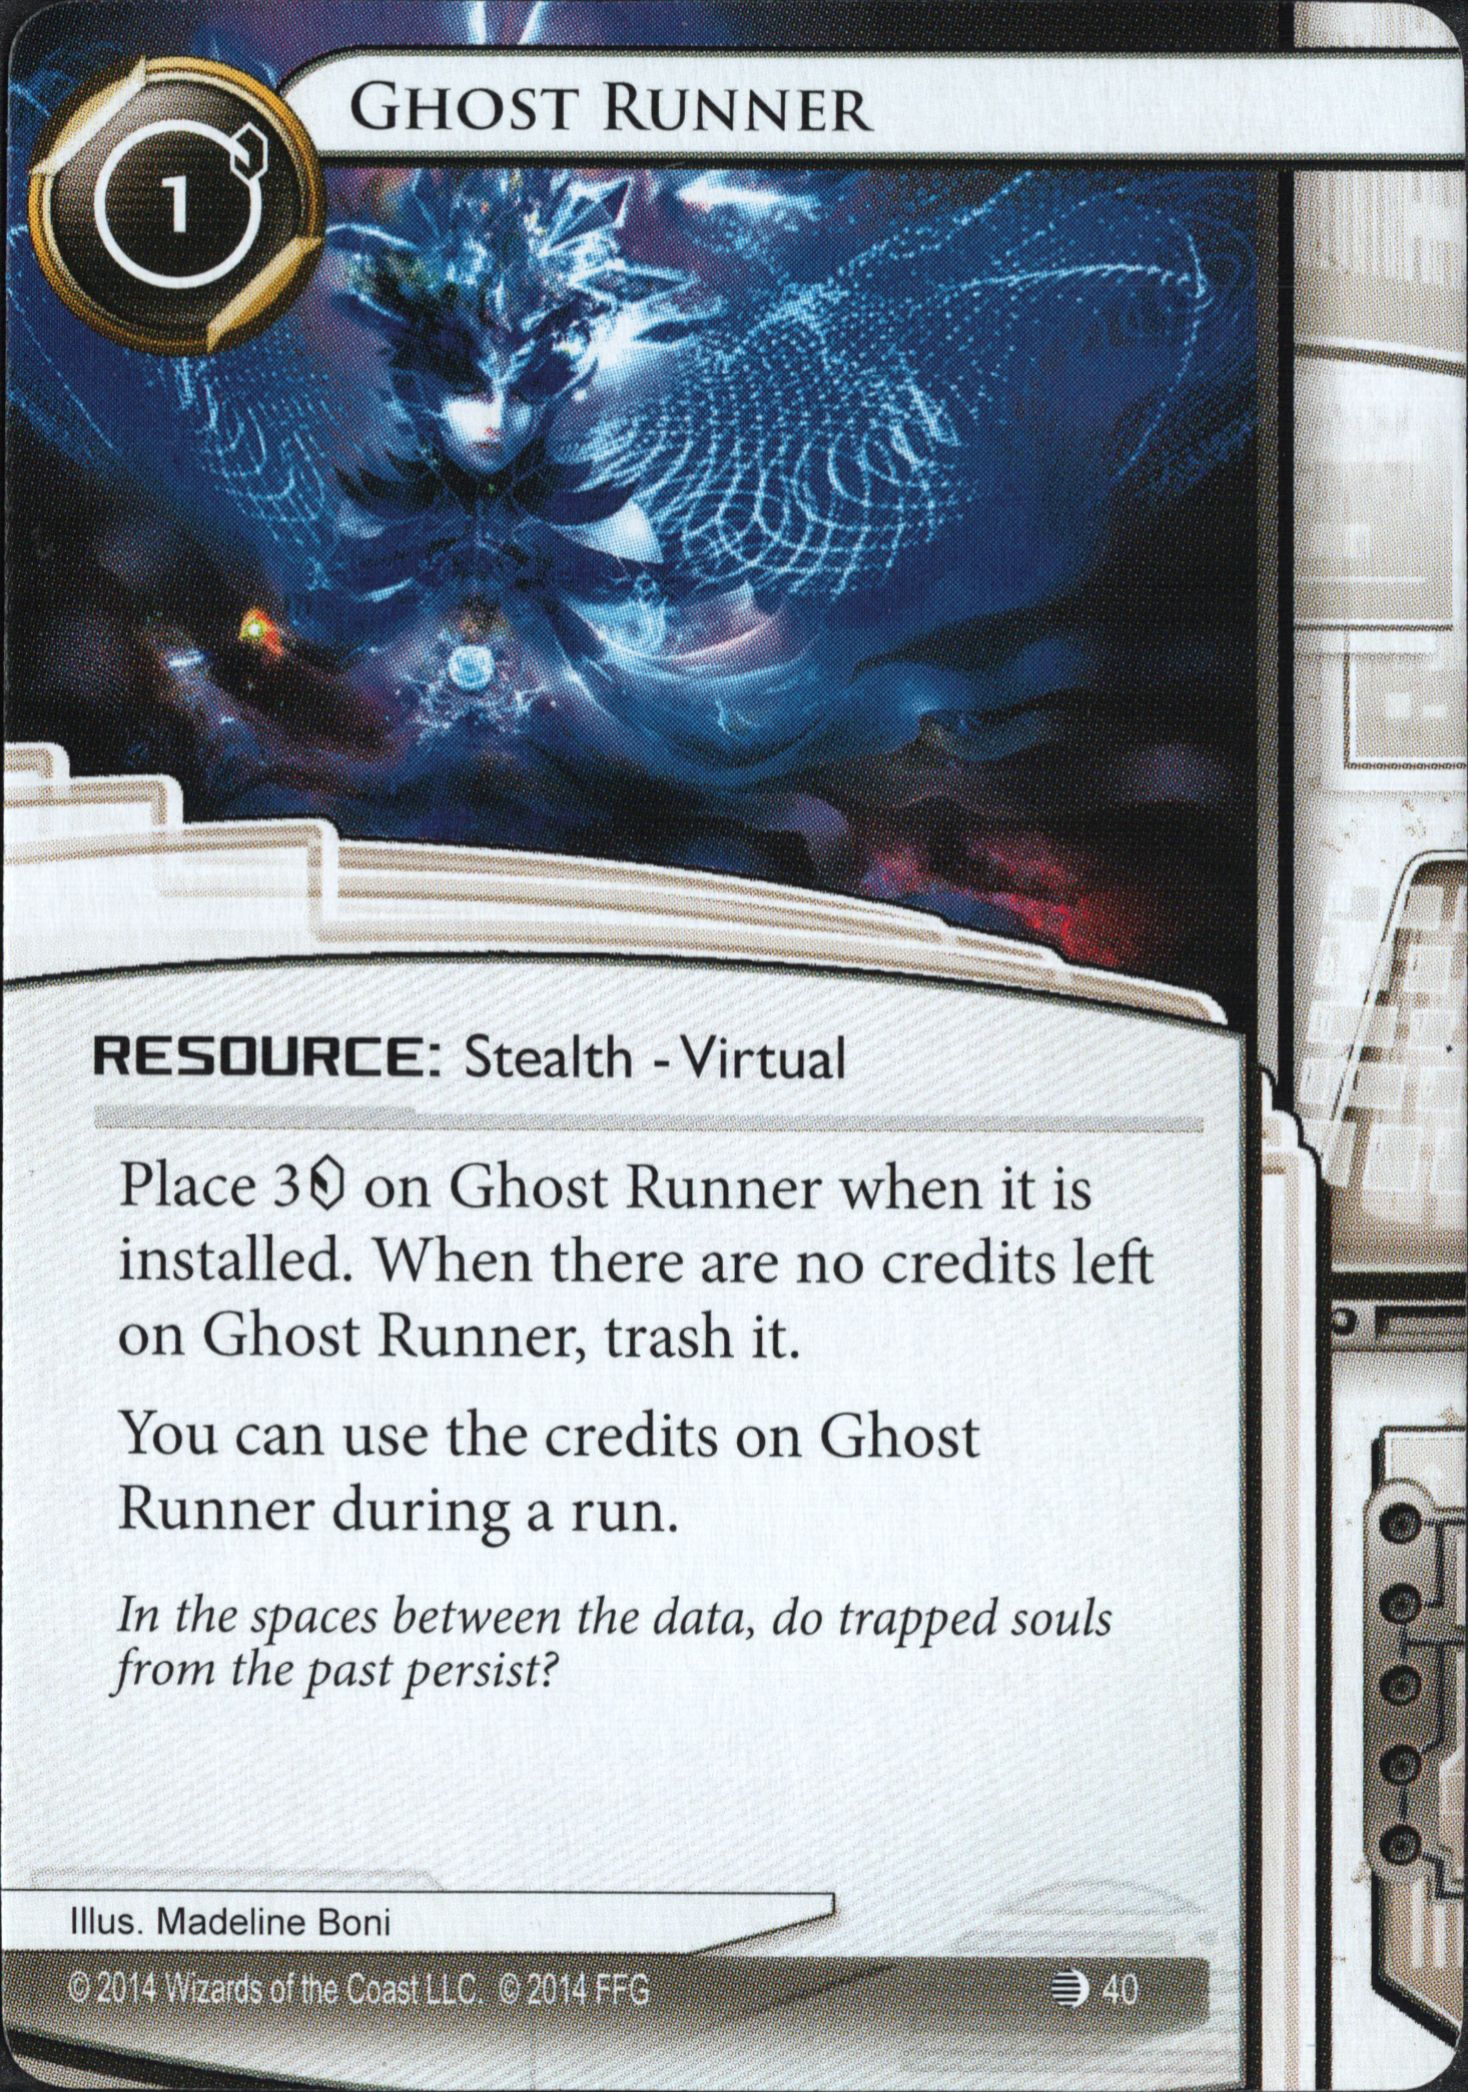 1
GHOST RUNNER
RESOURCE: Stealth - Virtual
Place 3 on Ghost Runner when it is
installed. When there are no credits left
on Ghost Runner, trash it.
You can use the credits on Ghost
Runner during a run.
In the spaces between the data, do trapped souls
from the past persist?
Illus. Madeline Boni
© 2014 Wizards of the Coast LLC. © 2014 FFG
40